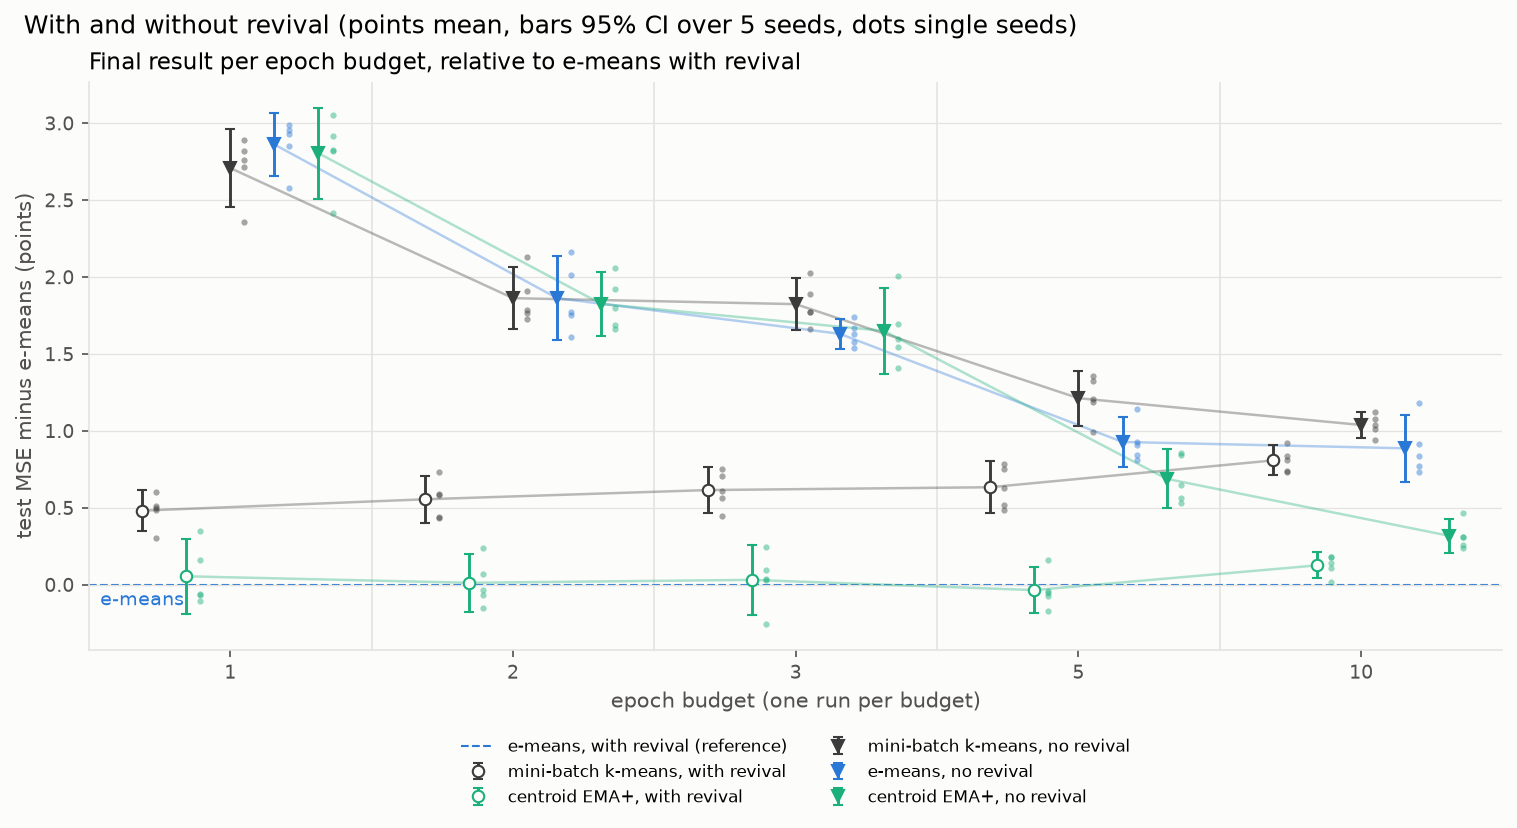 With and without revival (points mean, bars 95% CI over 5 seeds, dots single seeds)
Final result per epoch budget, relative to e-means with revival
test MSE minus e-means (points)
3.0
2.5
2.0
1.5
1.0
0.5
0.0
e-means
1 2 3 5 10
epoch budget (one run per budget)
e-means, with revival (reference)
mini-batch k-means, with revival
centroid EMA+, with revival
mini-batch k-means, no revival
e-means, no revival
centroid EMA+, no revival